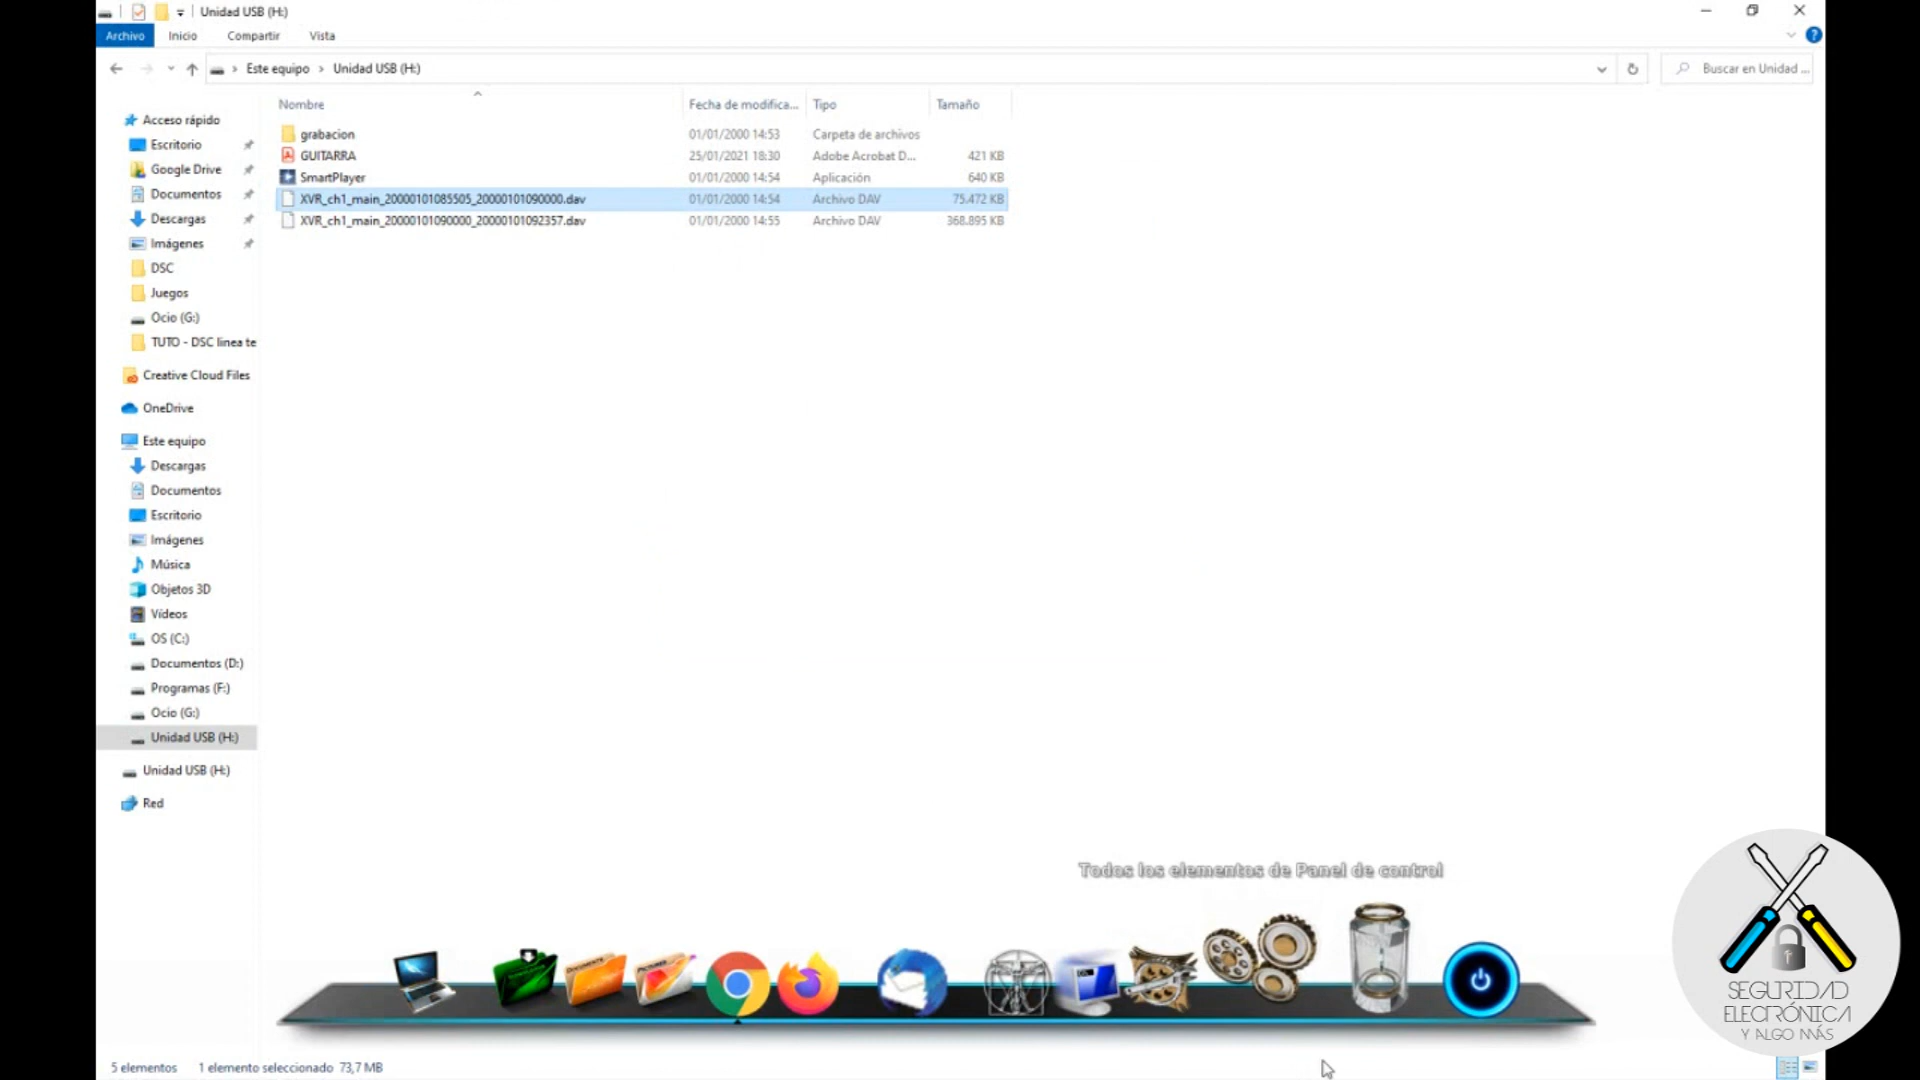 Unidad USB (H:)
Archivo Inicio Compartir Vista
Este equipo > Unidad USB (H:)
Buscar en Unidad ...
Nombre Fecha de modifica... Tipo Tamaño
grabacion 01/01/2000 14:53 Carpeta de archivos
GUITARRA 25/01/2021 18:30 Adobe Acrobat D... 421 KB
SmartPlayer 01/01/2000 14:54 Aplicación 640 KB
XVR_ch1_main_20000101085505_20000101090000.dav 01/01/2000 14:54 Archivo DAV 75.472 KB
XVR_ch1_main_20000101090000_20000101092357.dav 01/01/2000 14:55 Archivo DAV 368.895 KB
Acceso rápido
Escritorio
Google Drive
Documentos
Descargas
Imágenes
DSC
Juegos
Ocio (G:)
TUTO - DSC linea te
Creative Cloud Files
OneDrive
Este equipo
Descargas
Documentos
Escritorio
Imágenes
Música
Objetos 3D
Vídeos
OS (C:)
Documentos (D:)
Programas (F:)
Ocio (G:)
Unidad USB (H:)
Unidad USB (H:)
Red
Todos los elementos de Panel de control
SEGURIDAD
ELECTRÓNICA
Y ALGO MÁS
5 elementos 1 elemento seleccionado 73,7 MB